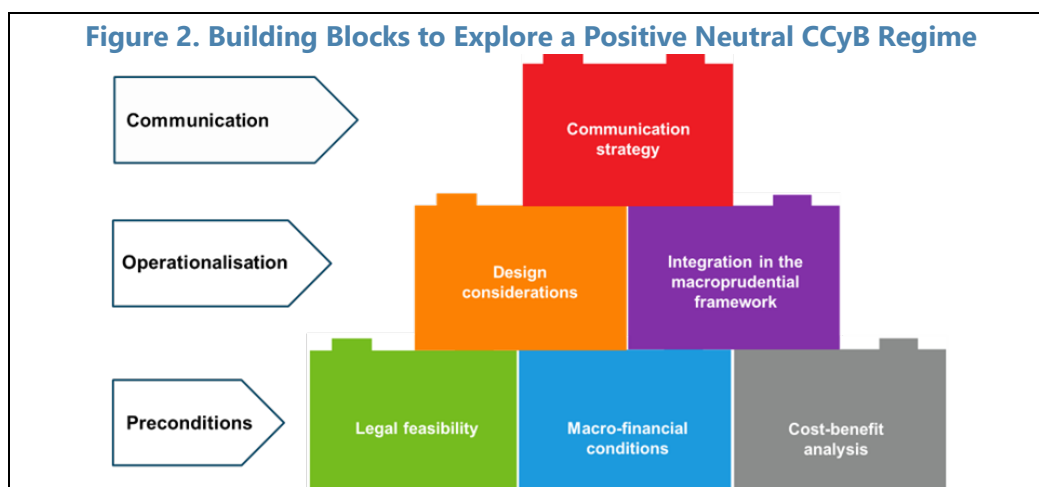 Figure 2. Building Blocks to Explore a Positive Neutral CCyB Regime
Communication
Communication
strategy
Operationalisation
Design
considerations
Integration in the
macroprudential
framework
Preconditions
Legal feasibility
Macro-financial
conditions
Cost-benefit
analysis